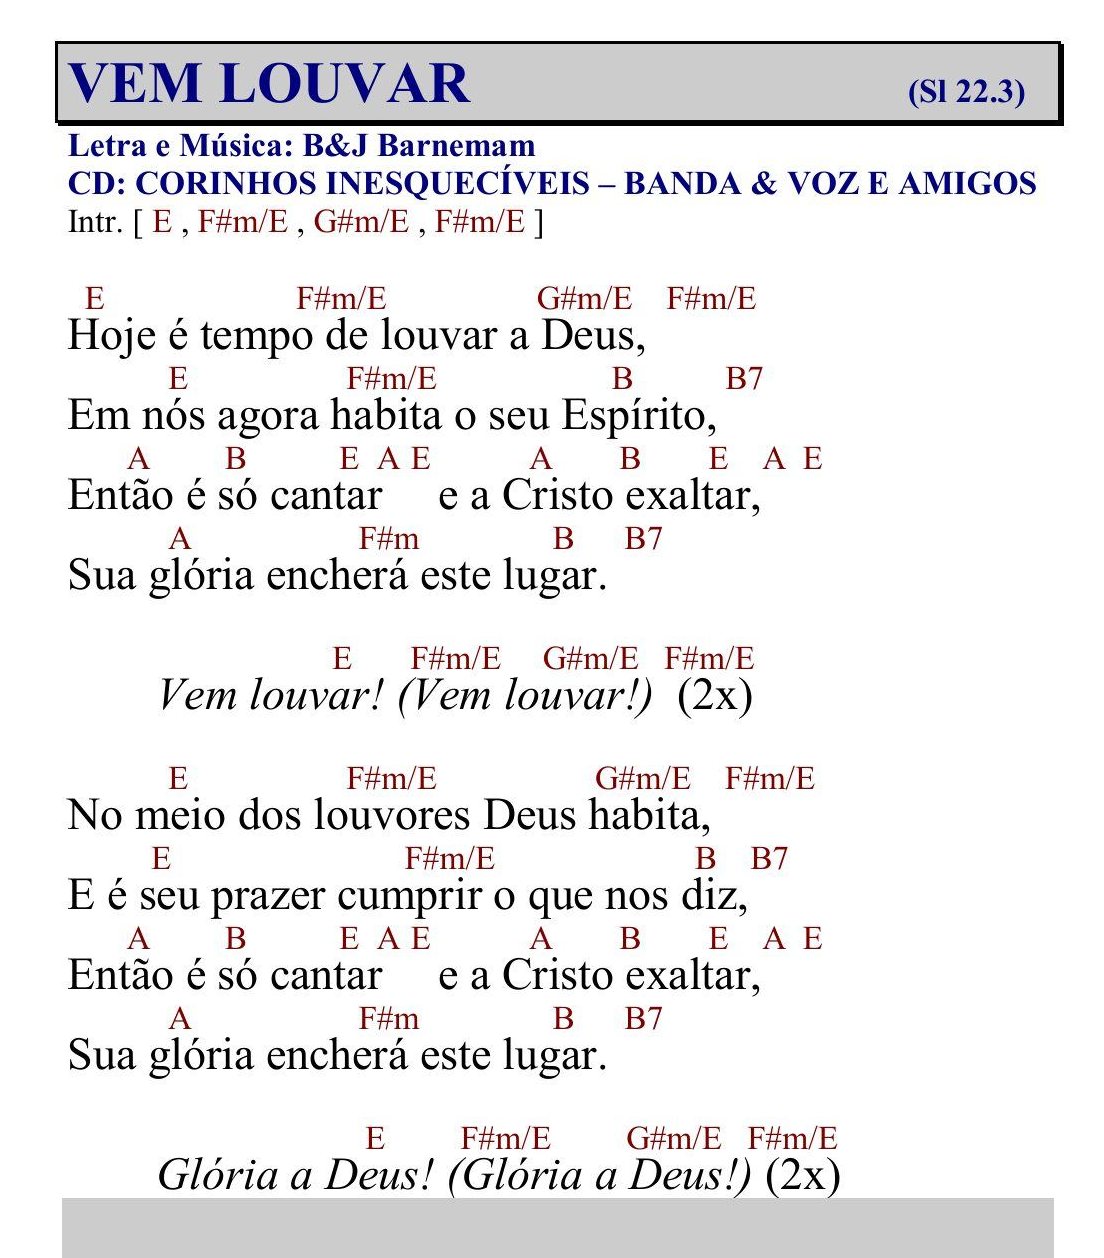 VEM LOUVAR (Sl 22.3)
Letra e Música: B&J Barnemam
CD: CORINHOS INESQUECÍVEIS – BANDA & VOZ E AMIGOS
Intr. [ E , F#m/E , G#m/E , F#m/E ]
E F#m/E G#m/E F#m/E
Hoje é tempo de louvar a Deus,
E F#m/E B B7
Em nós agora habita o seu Espírito,
A B E A E A B E A E
Então é só cantar e a Cristo exaltar,
A F#m B B7
Sua glória encherá este lugar.
E F#m/E G#m/E F#m/E
Vem louvar! (Vem louvar!) (2x)
E F#m/E G#m/E F#m/E
No meio dos louvores Deus habita,
E F#m/E B B7
E é seu prazer cumprir o que nos diz,
A B E A E A B E A E
Então é só cantar e a Cristo exaltar,
A F#m B B7
Sua glória encherá este lugar.
E F#m/E G#m/E F#m/E
Glória a Deus! (Glória a Deus!) (2x)